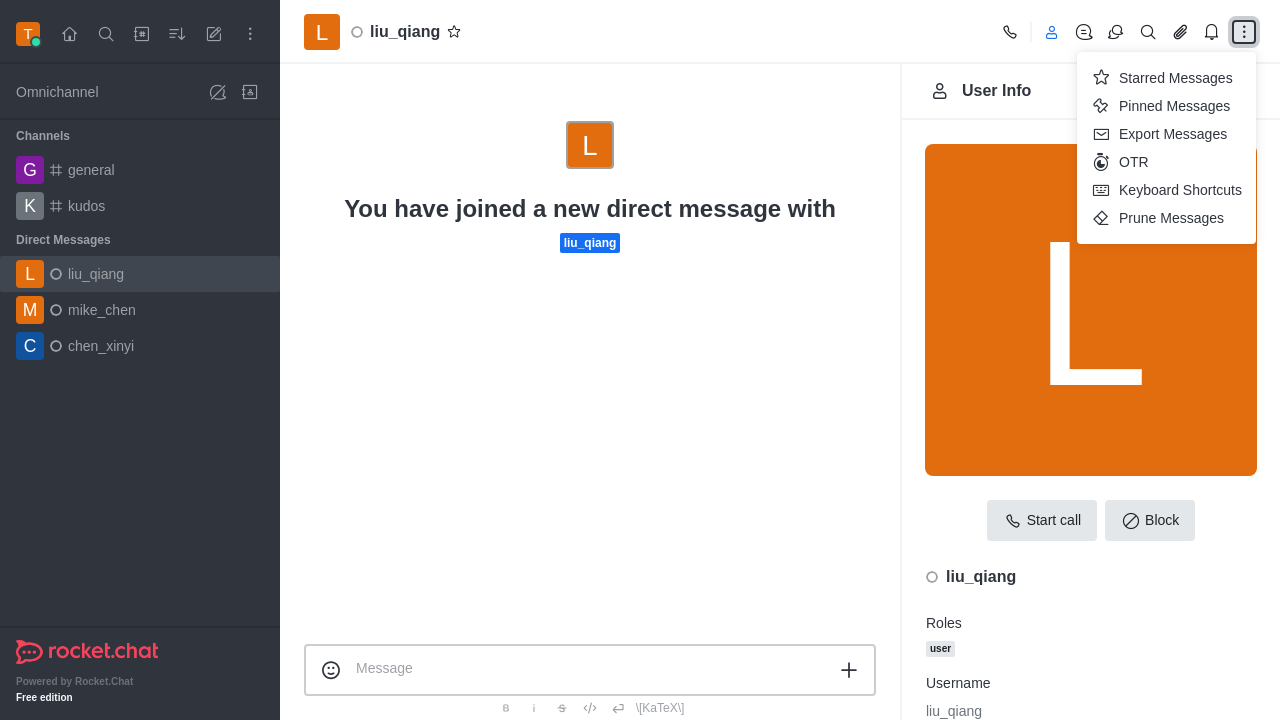 T
Omnichannel
Channels
G general
K kudos
Direct Messages
L liu_qiang
M mike_chen
C chen_xinyi
rocket.chat
Powered by Rocket.Chat
Free edition
L liu_qiang
L
You have joined a new direct message with
liu_qiang
Message
B i S \[KaTeX\]
User Info
Starred Messages
Pinned Messages
Export Messages
OTR
Keyboard Shortcuts
Prune Messages
L
Start call
Block
liu_qiang
Roles
user
Username
liu_qiang